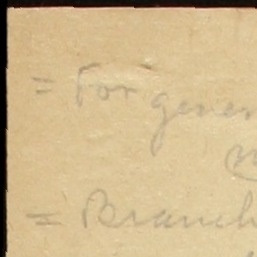 = For gener
= Branch